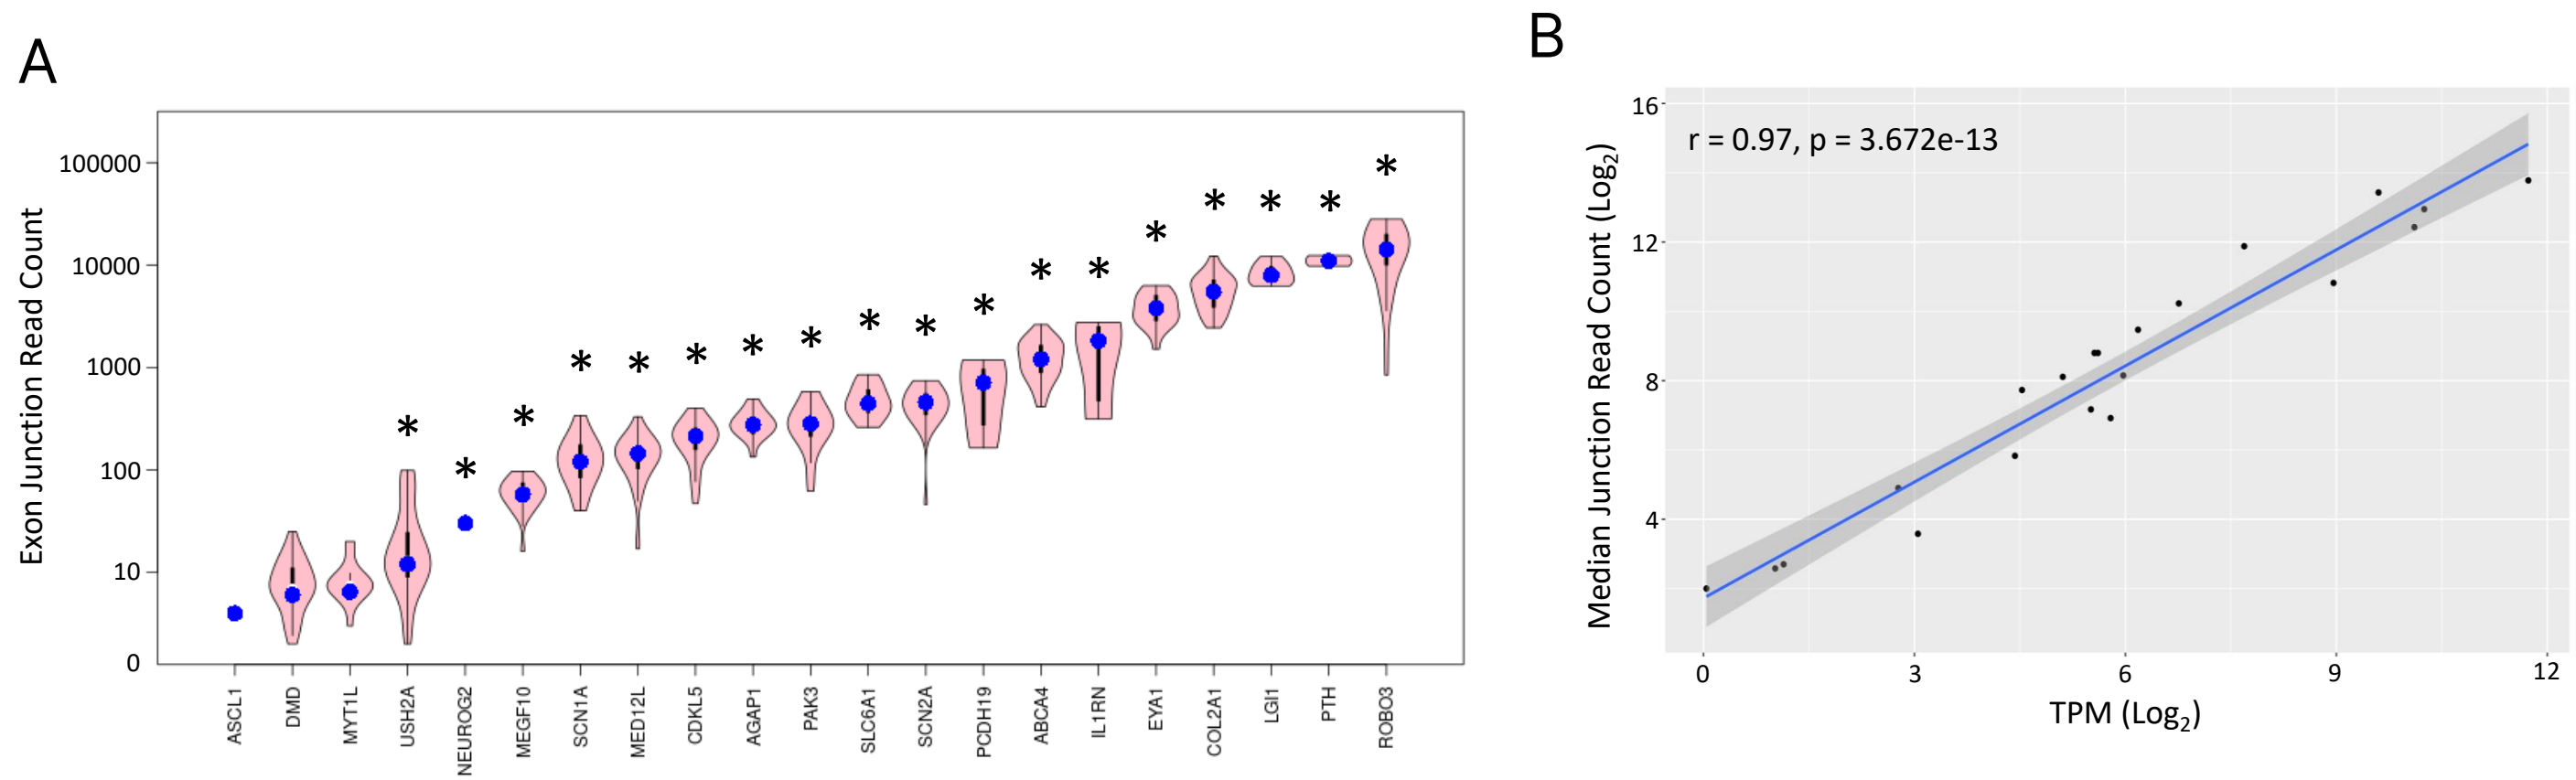 A
Exon Junction Read Count
100000
10000
1000
100
10
0
* * * * * * * * * * * * * * * * * *
ASCL1
DMD
MYT1L
USH2A
NEUROG2
MEGF10
SCN1A
MED12L
CDKL5
AGAP1
PAK3
SLC6A1
SCN2A
PCDH19
ABCA4
IL1RN
EYA1
COL2A1
LGI1
PTH
ROBO3
B
r = 0.97, p = 3.672e-13
Median Junction Read Count (Log₂)
16
12
8
4
0 3 6 9 12
TPM (Log₂)